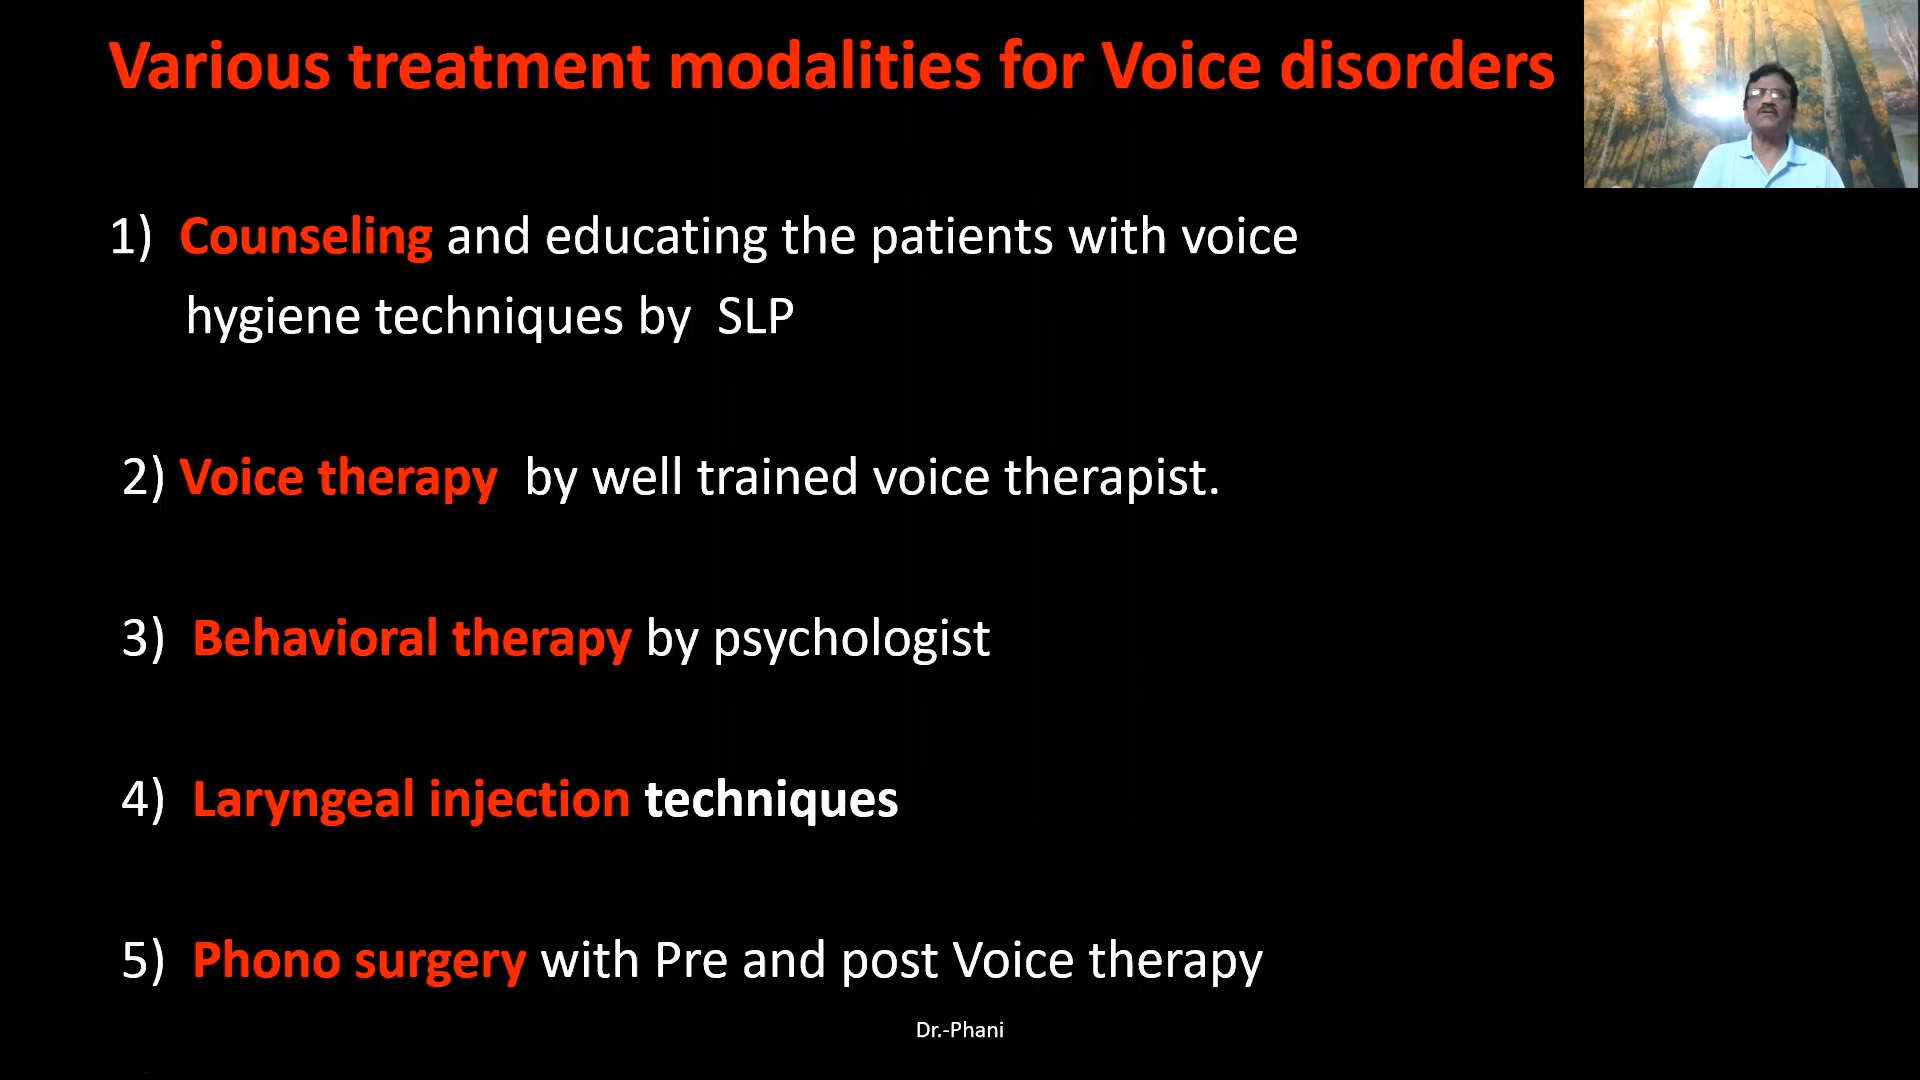 Various treatment modalities for Voice disorders
1) Counseling and educating the patients with voice
hygiene techniques by SLP
2) Voice therapy by well trained voice therapist.
3) Behavioral therapy by psychologist
4) Laryngeal injection techniques
5) Phono surgery with Pre and post Voice therapy
Dr.-Phani